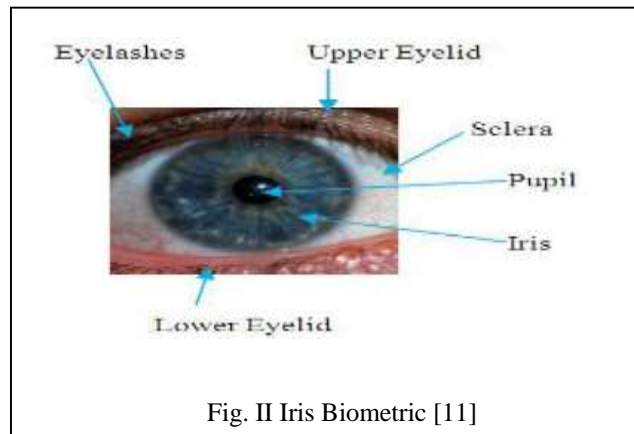 Eyelashes
Upper Eyelid
Sclera
Pupil
Iris
Lower Eyelid
Fig. II Iris Biometric [11]